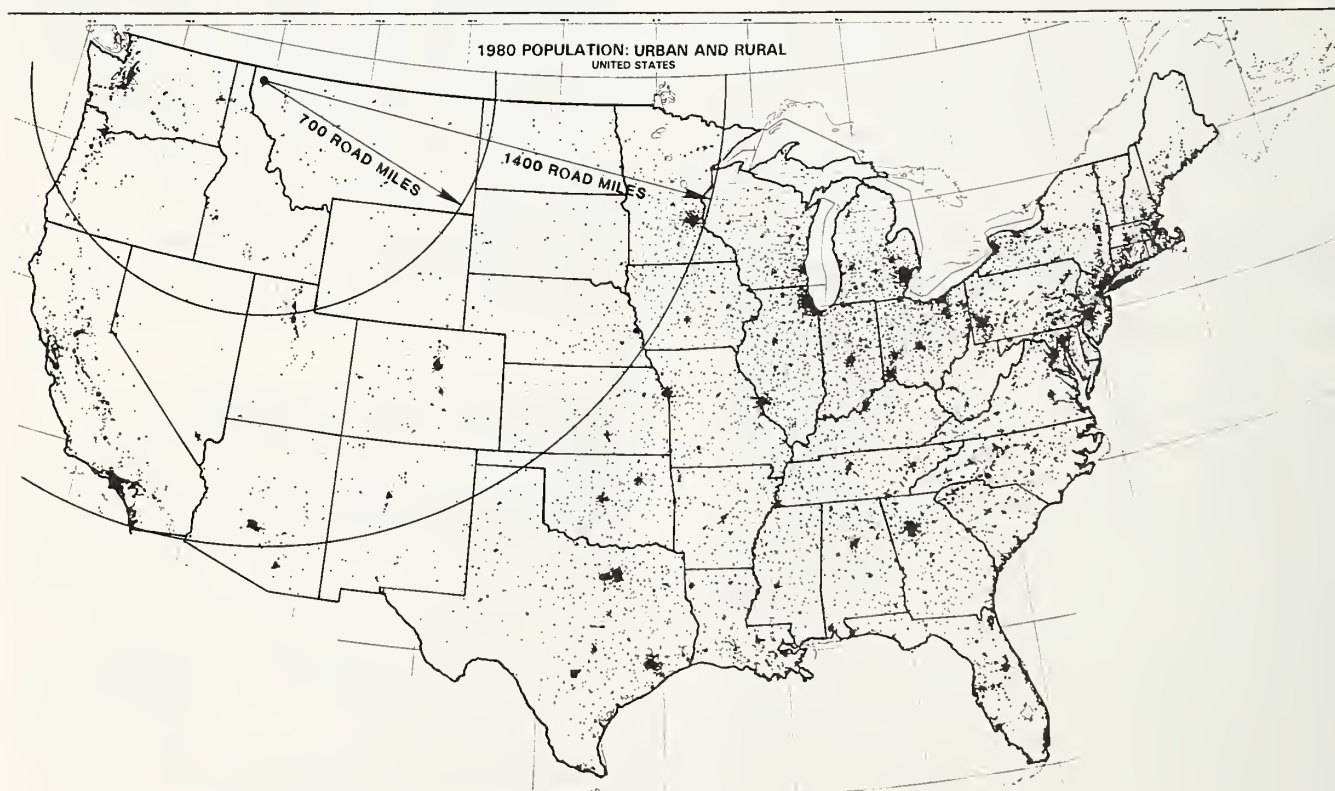 1980 POPULATION: URBAN AND RURAL
UNITED STATES
700 ROAD MILES
1400 ROAD MILES